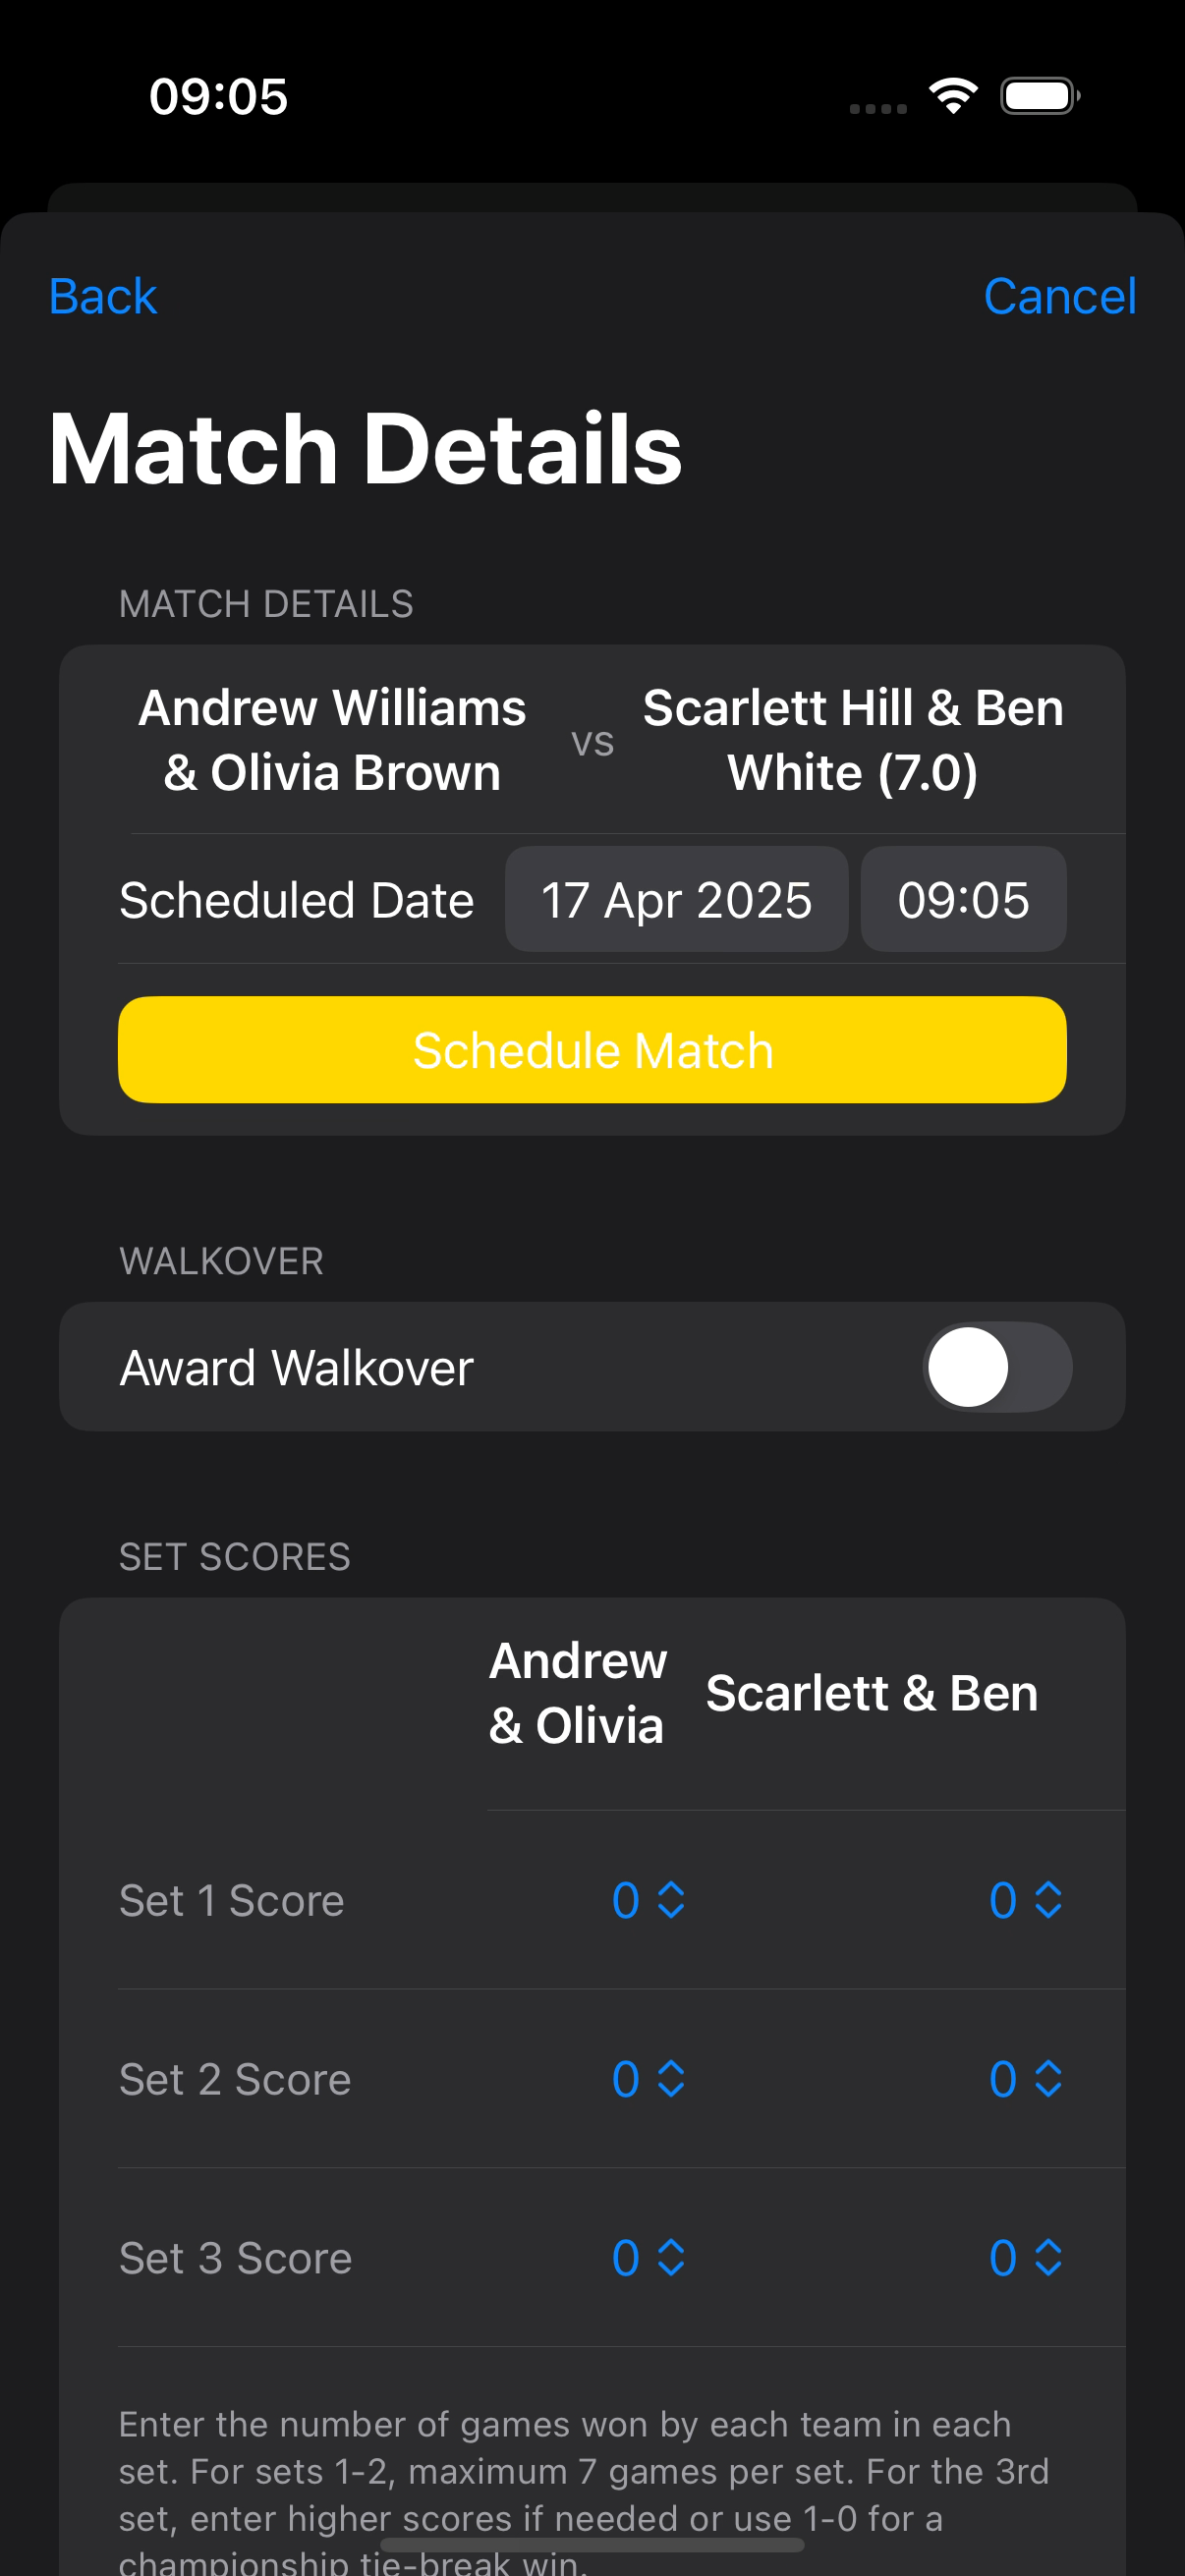 09:05
Back
Cancel
Match Details
MATCH DETAILS
Andrew Williams
& Olivia Brown
vs
Scarlett Hill & Ben
White (7.0)
Scheduled Date
17 Apr 2025
09:05
Schedule Match
WALKOVER
Award Walkover
SET SCORES
Andrew
& Olivia
Scarlett & Ben
Set 1 Score
0
0
Set 2 Score
0
0
Set 3 Score
0
0
Enter the number of games won by each team in each
set. For sets 1-2, maximum 7 games per set. For the 3rd
set, enter higher scores if needed or use 1-0 for a
championship tie-break win.